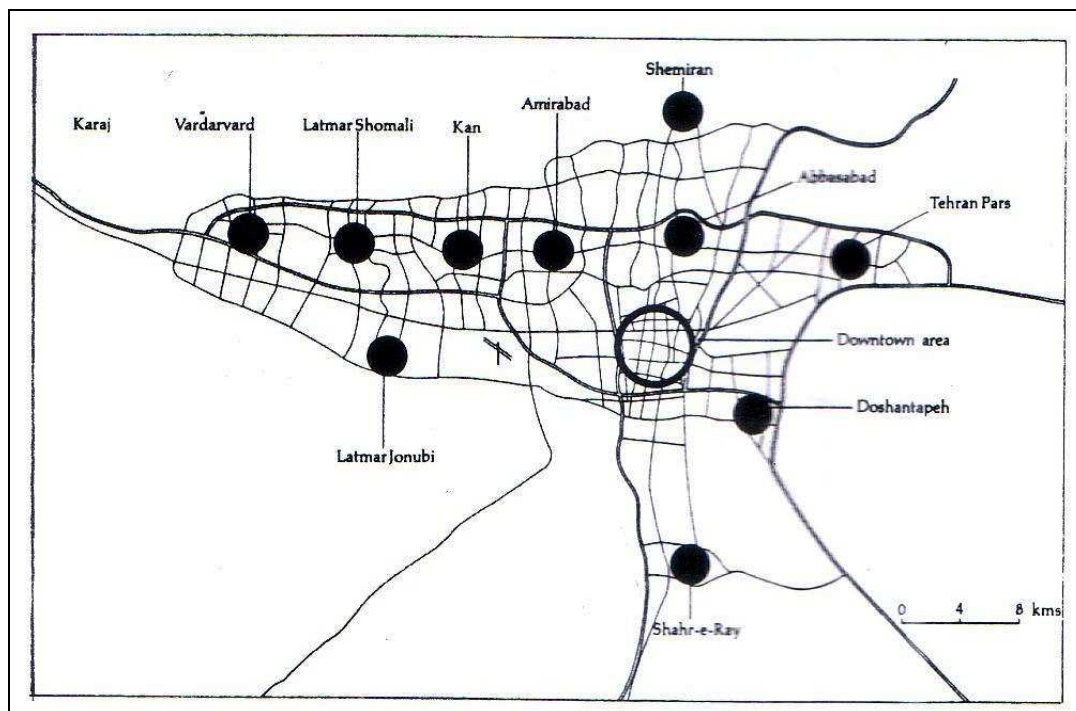 Shemiran
Amirabad
Karaj
Vardarvard
Latmar Shomali
Kan
Abbasabad
Tehran Pars
Downtown area
Doshantapeh
Latmar Jonubi
0 4 8 kms
Shahr-e-Ray